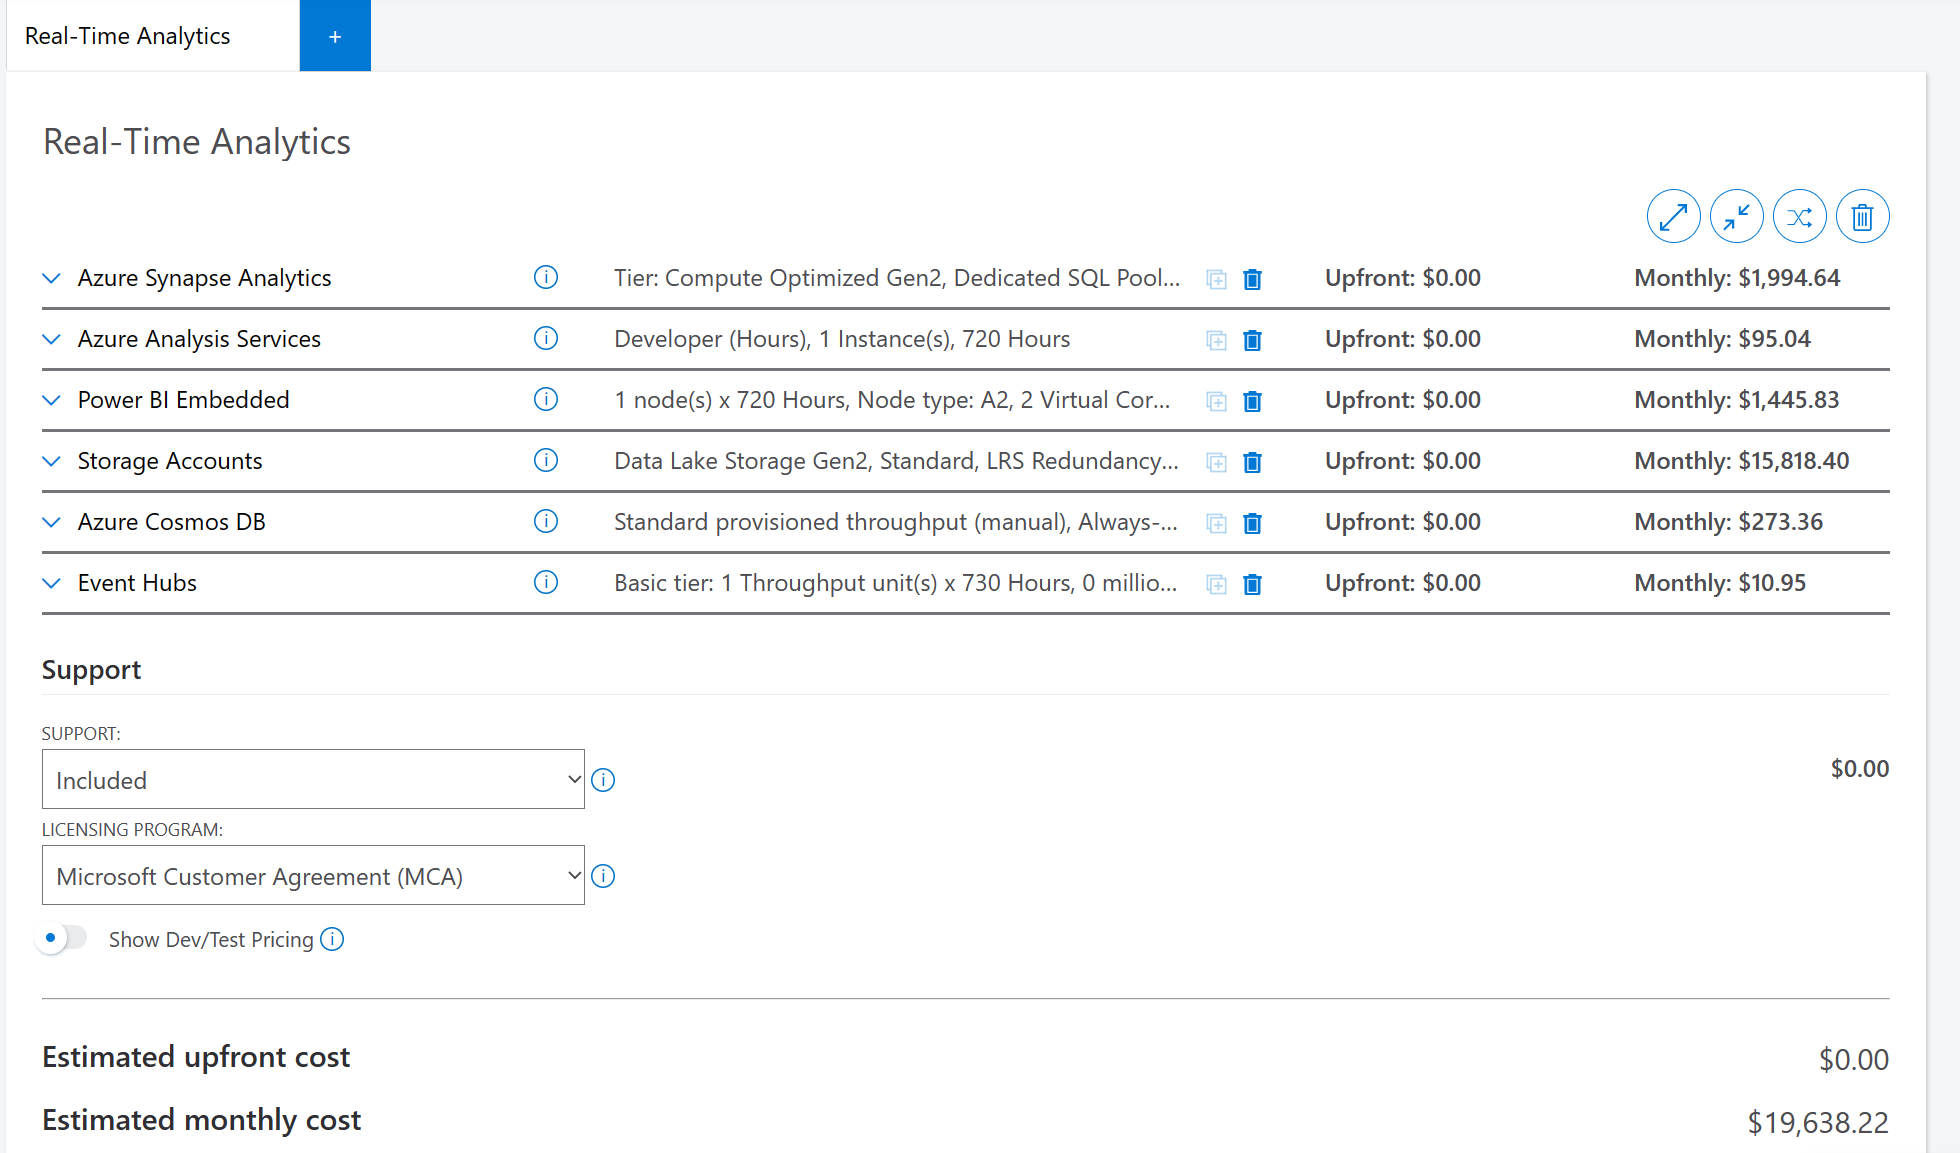 Real-Time Analytics +
Real-Time Analytics
Azure Synapse Analytics Tier: Compute Optimized Gen2, Dedicated SQL Pool... Upfront: $0.00 Monthly: $1,994.64
Azure Analysis Services Developer (Hours), 1 Instance(s), 720 Hours Upfront: $0.00 Monthly: $95.04
Power BI Embedded 1 node(s) x 720 Hours, Node type: A2, 2 Virtual Cor... Upfront: $0.00 Monthly: $1,445.83
Storage Accounts Data Lake Storage Gen2, Standard, LRS Redundancy... Upfront: $0.00 Monthly: $15,818.40
Azure Cosmos DB Standard provisioned throughput (manual), Always-... Upfront: $0.00 Monthly: $273.36
Event Hubs Basic tier: 1 Throughput unit(s) x 730 Hours, 0 millio... Upfront: $0.00 Monthly: $10.95
Support
SUPPORT:
Included $0.00
LICENSING PROGRAM:
Microsoft Customer Agreement (MCA)
Show Dev/Test Pricing
Estimated upfront cost $0.00
Estimated monthly cost $19,638.22